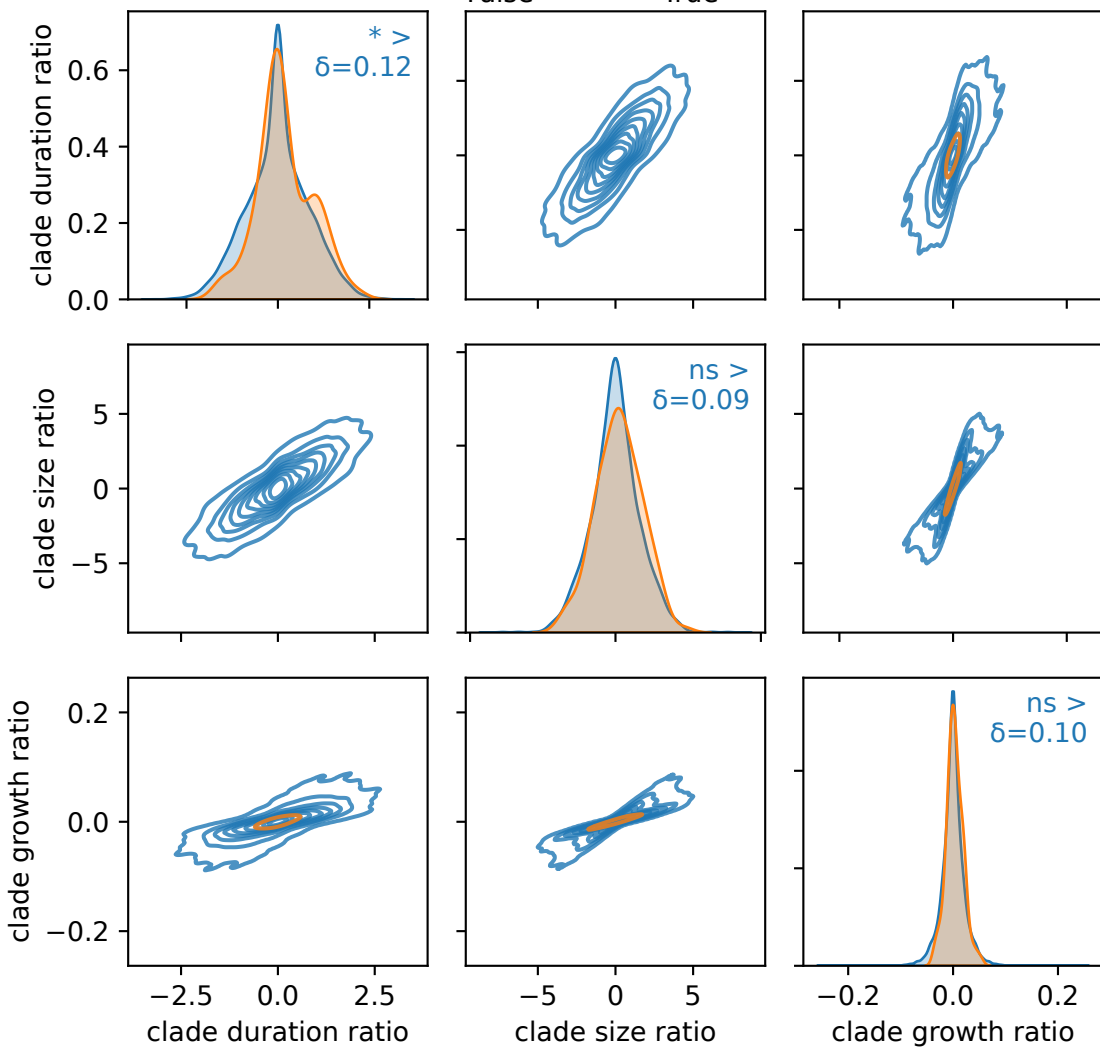 clade duration ratio
0.6
0.4
0.2
0.0
* >
δ=0.12
clade size ratio
5
0
−5
ns >
δ=0.09
clade growth ratio
0.2
0.0
−0.2
ns >
δ=0.10
−2.5 0.0 2.5
clade duration ratio
−5 0 5
clade size ratio
−0.2 0.0 0.2
clade growth ratio